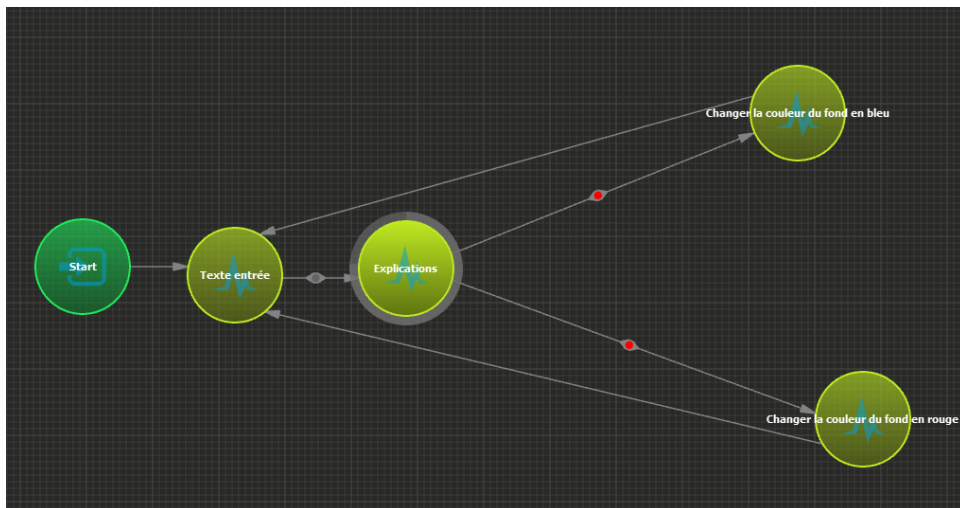 Changer la couleur du fond en bleu
Start
Texte entrée
Explications
Changer la couleur du fond en rouge